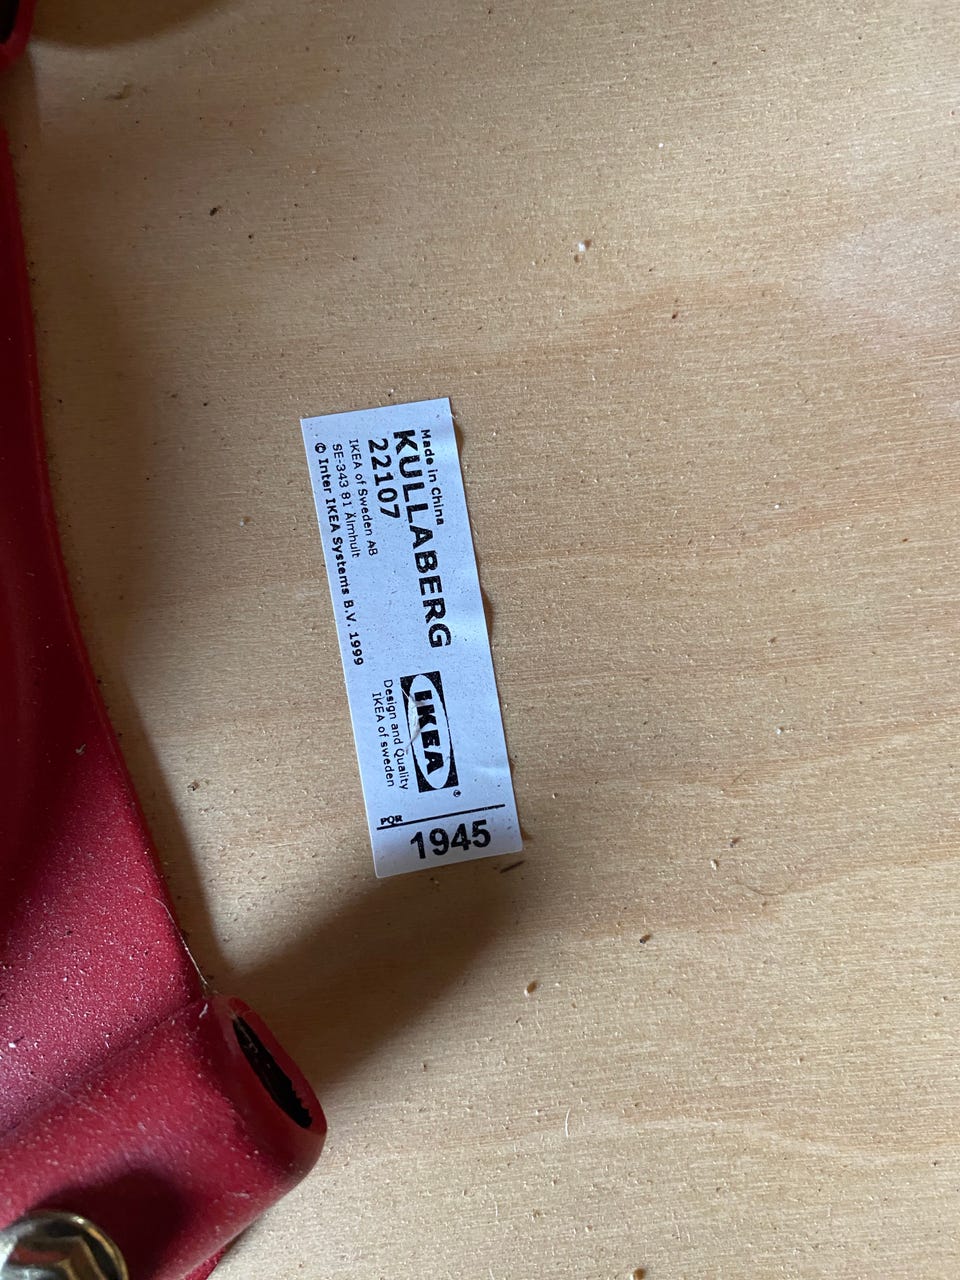 Made in China
KULLABERG
22107
IKEA of Sweden AB
SE-343 81 Älmhult
© Inter IKEA Systems B.V. 1999
IKEA®
Design and Quality
IKEA of Sweden
PQR
1945